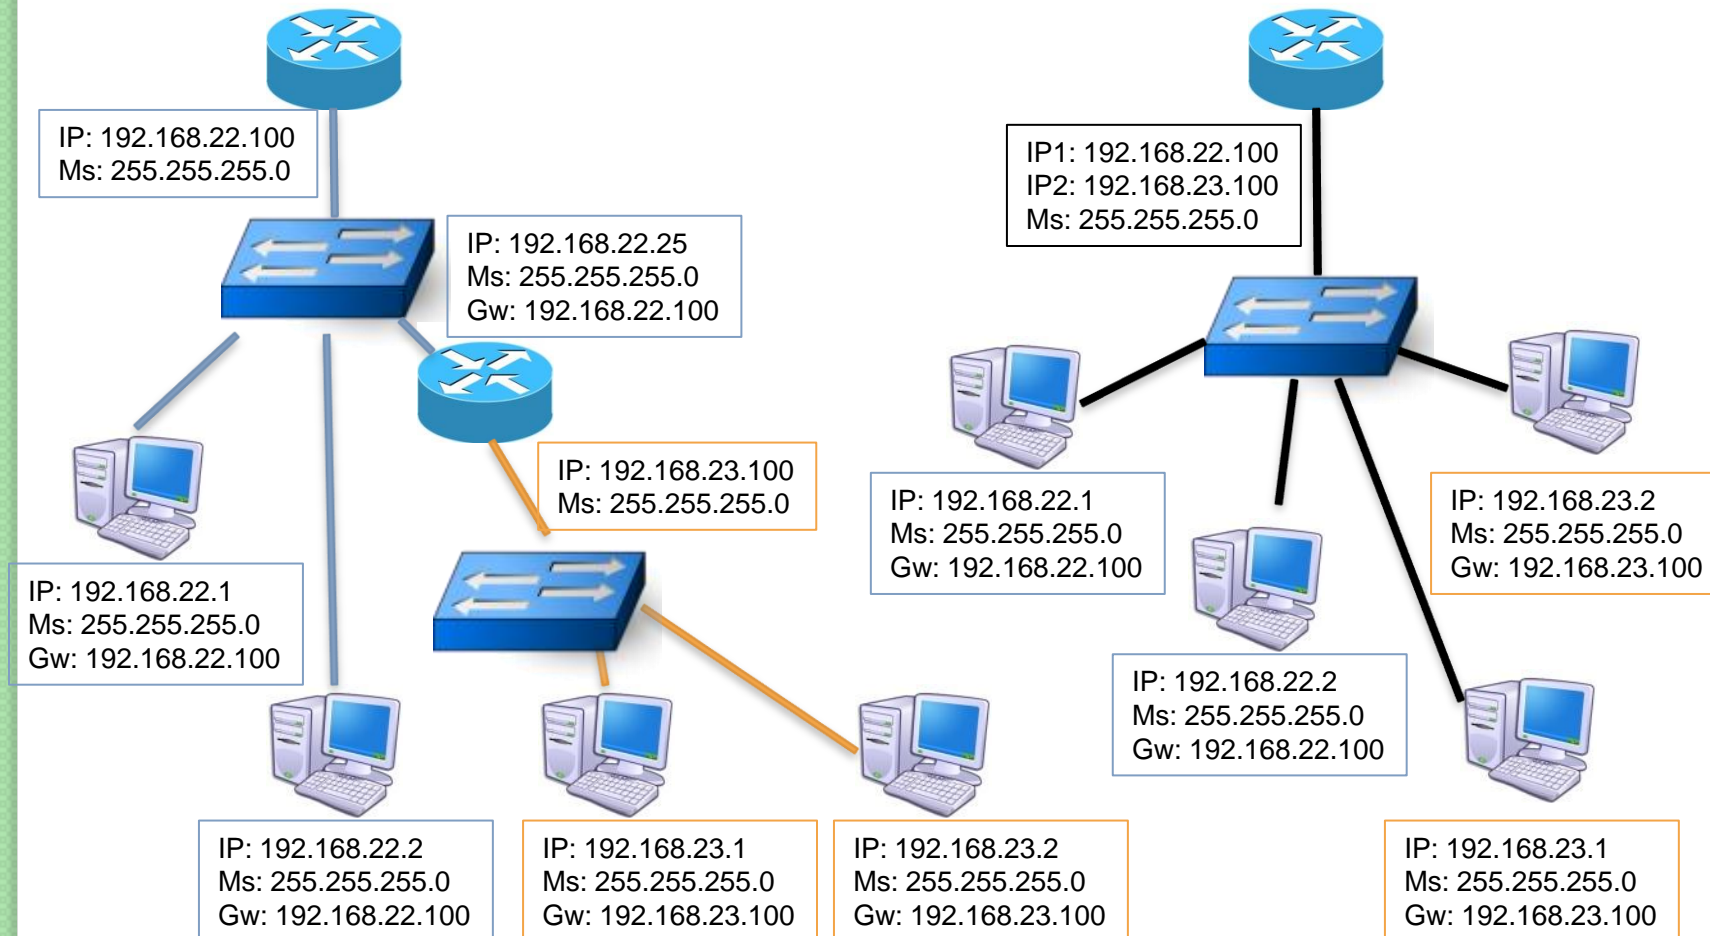 IP: 192.168.22.100
Ms: 255.255.255.0
IP: 192.168.22.25
Ms: 255.255.255.0
Gw: 192.168.22.100
IP: 192.168.23.100
Ms: 255.255.255.0
IP: 192.168.22.1
Ms: 255.255.255.0
Gw: 192.168.22.100
IP: 192.168.22.2
Ms: 255.255.255.0
Gw: 192.168.22.100
IP: 192.168.23.1
Ms: 255.255.255.0
Gw: 192.168.23.100
IP: 192.168.23.2
Ms: 255.255.255.0
Gw: 192.168.23.100
IP1: 192.168.22.100
IP2: 192.168.23.100
Ms: 255.255.255.0
IP: 192.168.22.1
Ms: 255.255.255.0
Gw: 192.168.22.100
IP: 192.168.23.2
Ms: 255.255.255.0
Gw: 192.168.23.100
IP: 192.168.22.2
Ms: 255.255.255.0
Gw: 192.168.22.100
IP: 192.168.23.1
Ms: 255.255.255.0
Gw: 192.168.23.100